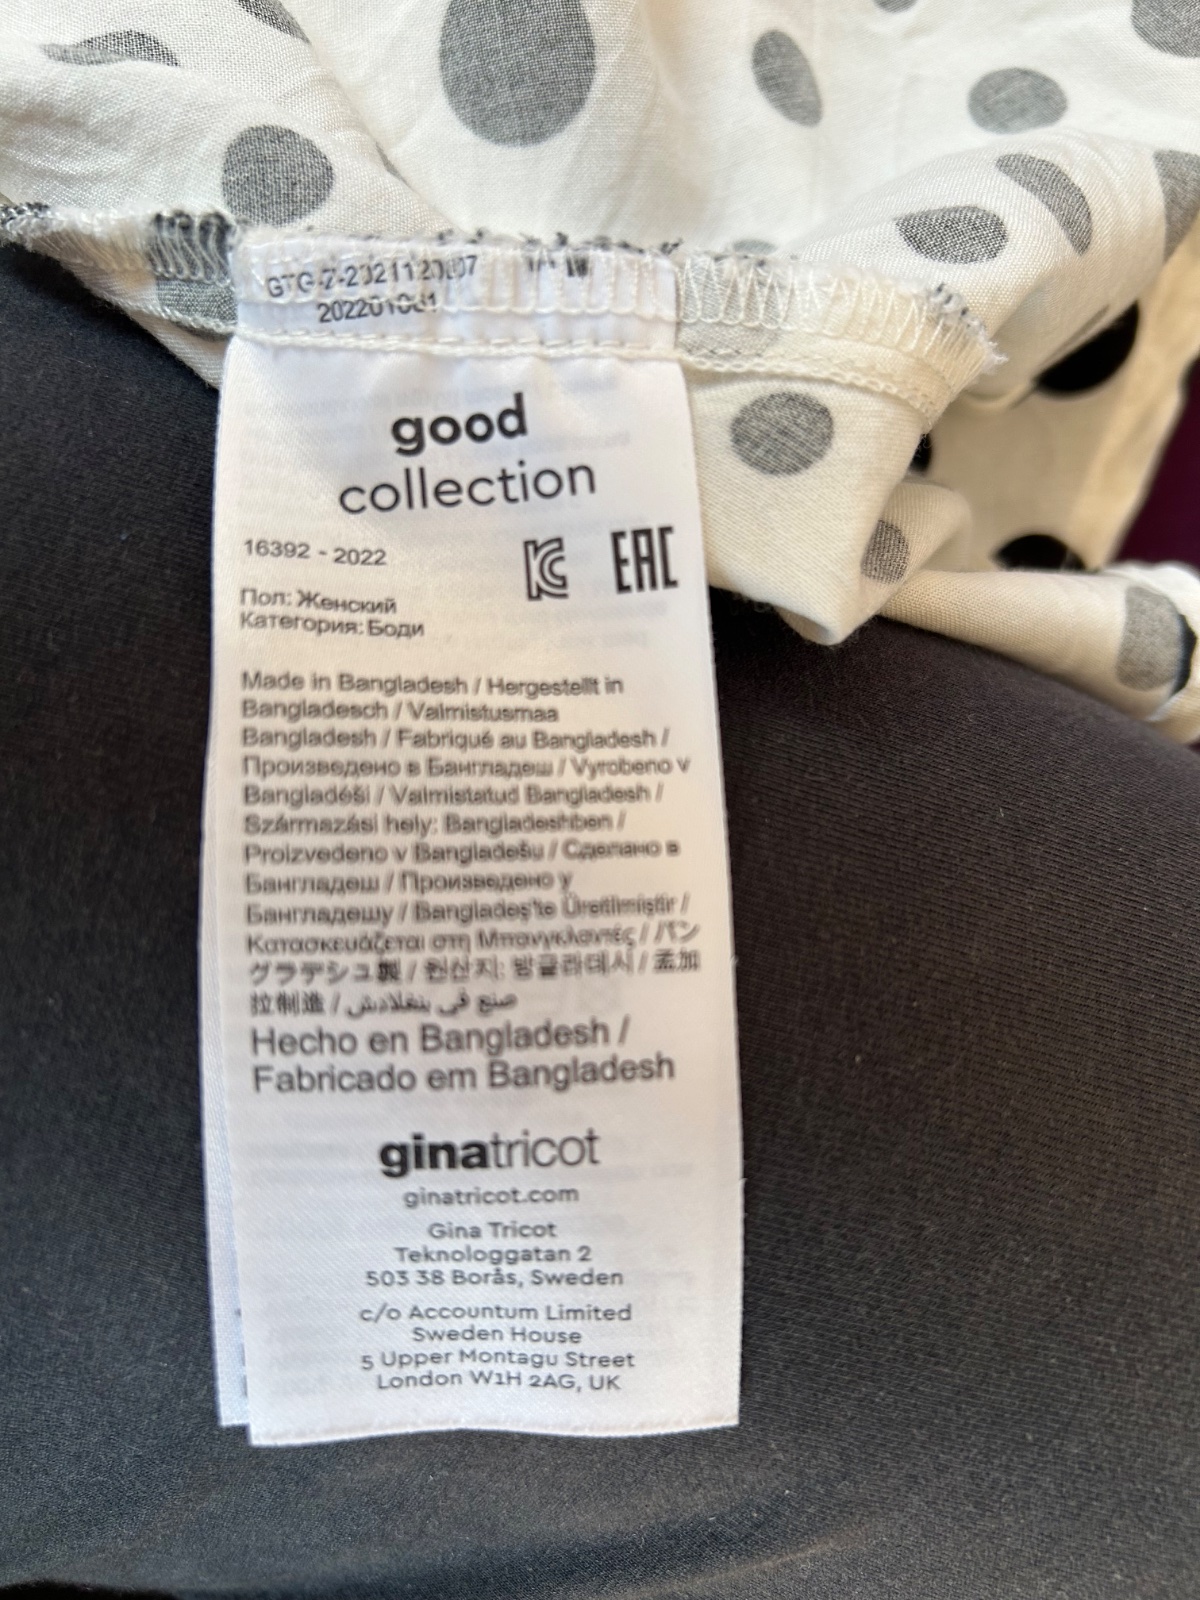 GTG-Z-2021120007
good
collection
16392 - 2022
EAC
Пол: Женский
Категория: Боди
Made in Bangladesh / Hergestellt in
Bangladesch / Valmistusmaa
Bangladesh / Fabriqué au Bangladesh /
Произведено в Бангладеш / Vyrobeno v
Bangladéši / Valmistatud Bangladesh /
Származási hely: Bangladeshben /
Proizvedeno v Bangladešu / Сделано в
Бангладеш / Произведено у
Бангладешу / Bangladeş'te Üretilmiştir /
Κατασκευάζεται στη Μπανγκλαντές / バン
グラデシュ製 / 원산지: 방글라데시 / 孟加
拉制造 / صنع في بنغلادش
Hecho en Bangladesh /
Fabricado em Bangladesh
ginatricot
ginatricot.com
Gina Tricot
Teknologgatan 2
503 38 Borås, Sweden
c/o Accountum Limited
Sweden House
5 Upper Montagu Street
London W1H 2AG, UK